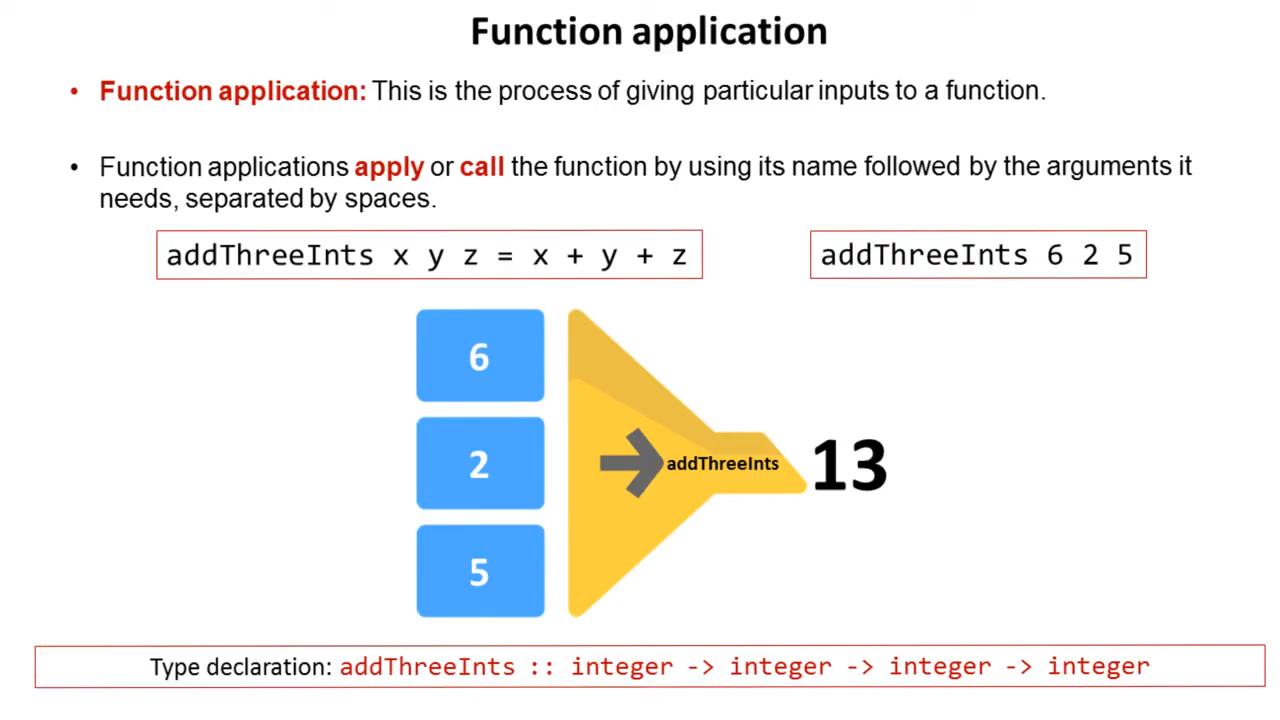 Function application
• Function application: This is the process of giving particular inputs to a function.
• Function applications apply or call the function by using its name followed by the arguments it
needs, separated by spaces.
addThreeInts x y z = x + y + z
addThreeInts 6 2 5
6
2
5
addThreeInts
13
Type declaration: addThreeInts :: integer -> integer -> integer -> integer